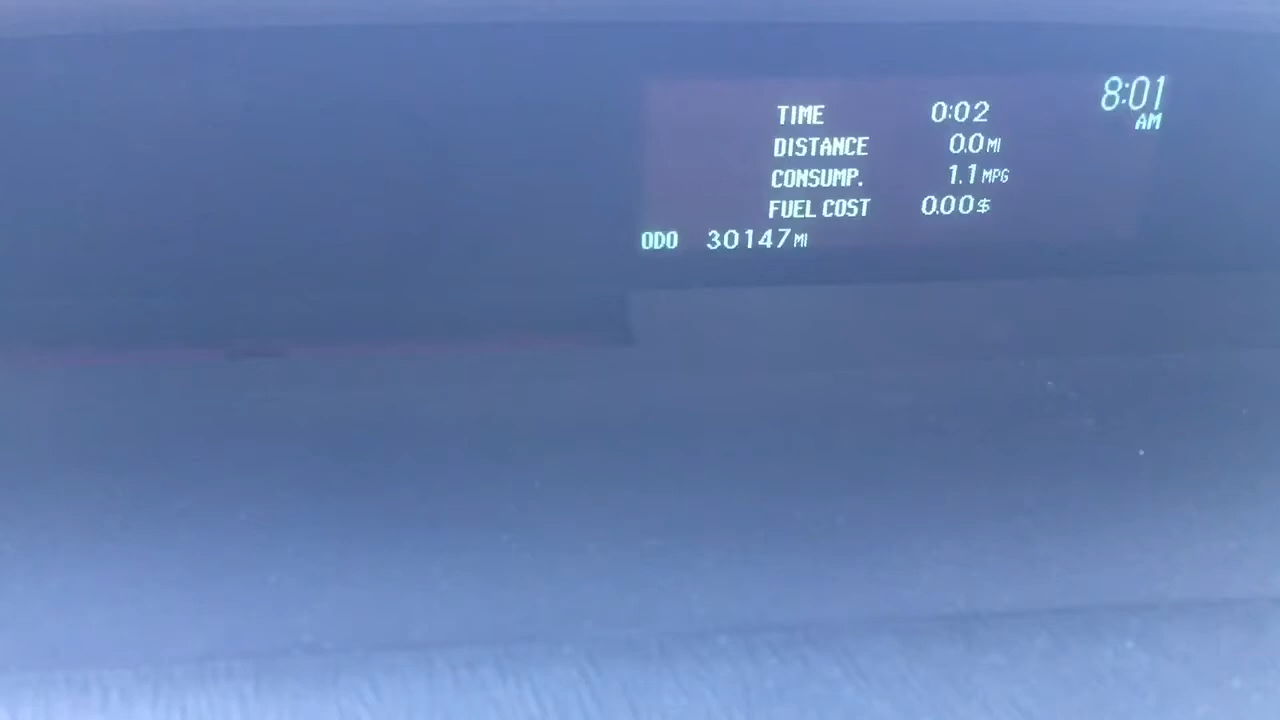 8:01
AM
TIME 0:02
DISTANCE 0.0 MI
CONSUMP. 1.1 MPG
FUEL COST 0.00 $
ODO 30147 MI